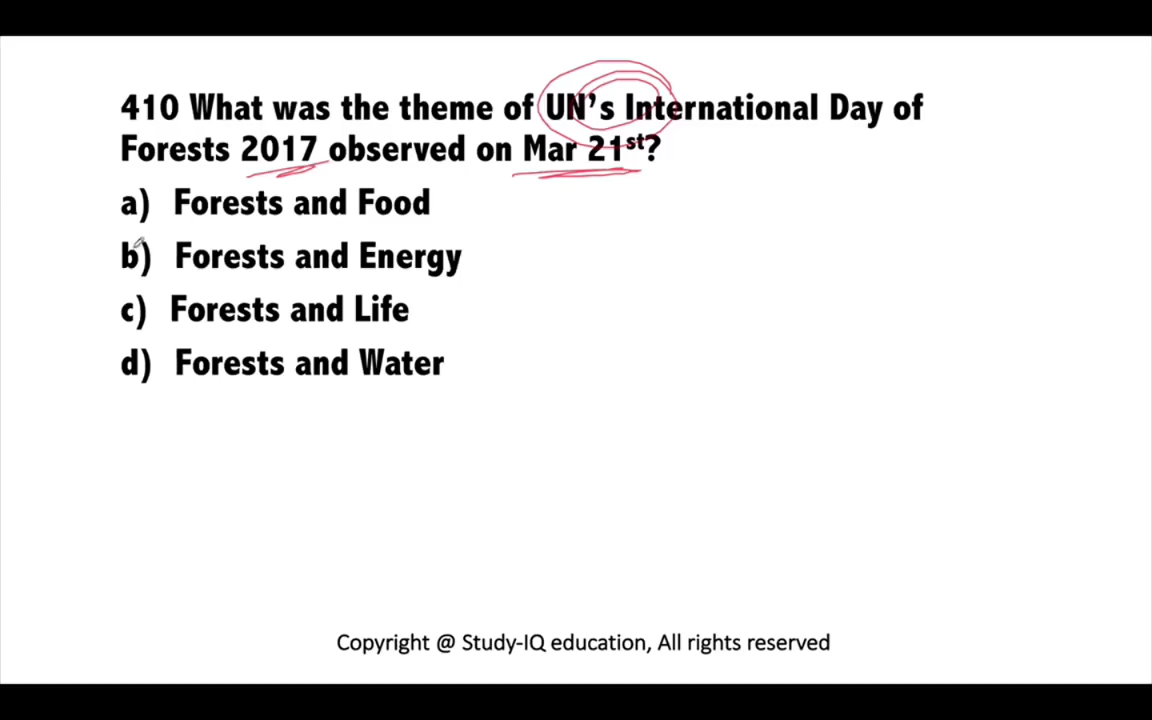 410 What was the theme of UN's International Day of
Forests 2017 observed on Mar 21st?
a) Forests and Food
b) Forests and Energy
c) Forests and Life
d) Forests and Water
Copyright @ Study-IQ education, All rights reserved